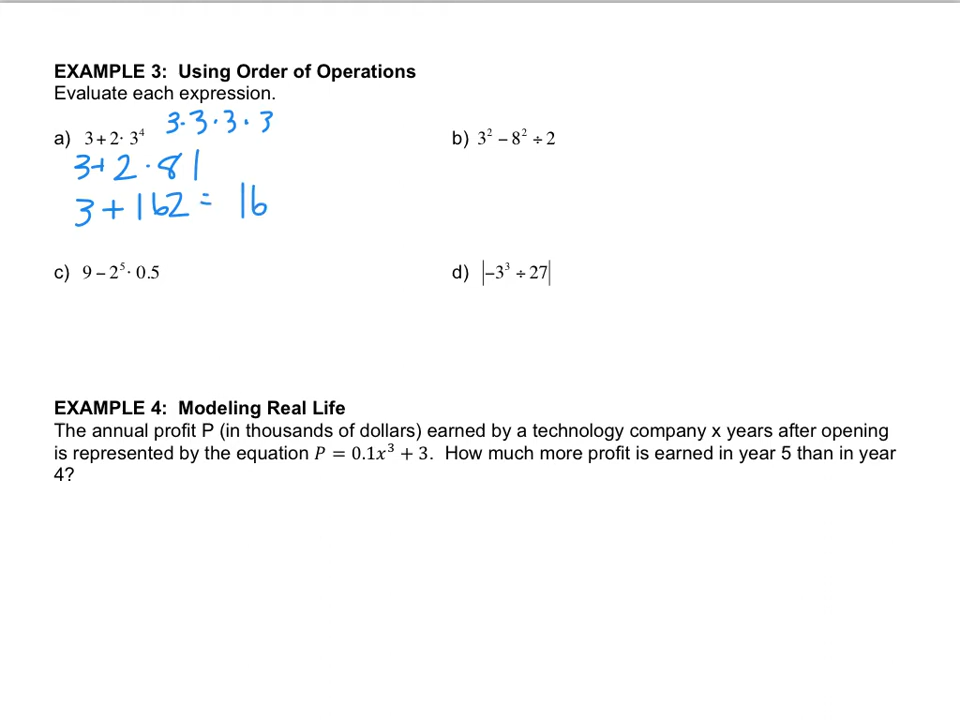 EXAMPLE 3: Using Order of Operations
Evaluate each expression.
3·3·3·3
a) 3 + 2· 3⁴
b) 3² – 8² ÷ 2
3+2·81
3+162= 16
c) 9 – 2⁵· 0.5
d) |–3³ ÷ 27|
EXAMPLE 4: Modeling Real Life
The annual profit P (in thousands of dollars) earned by a technology company x years after opening
is represented by the equation P = 0.1x³ + 3. How much more profit is earned in year 5 than in year
4?